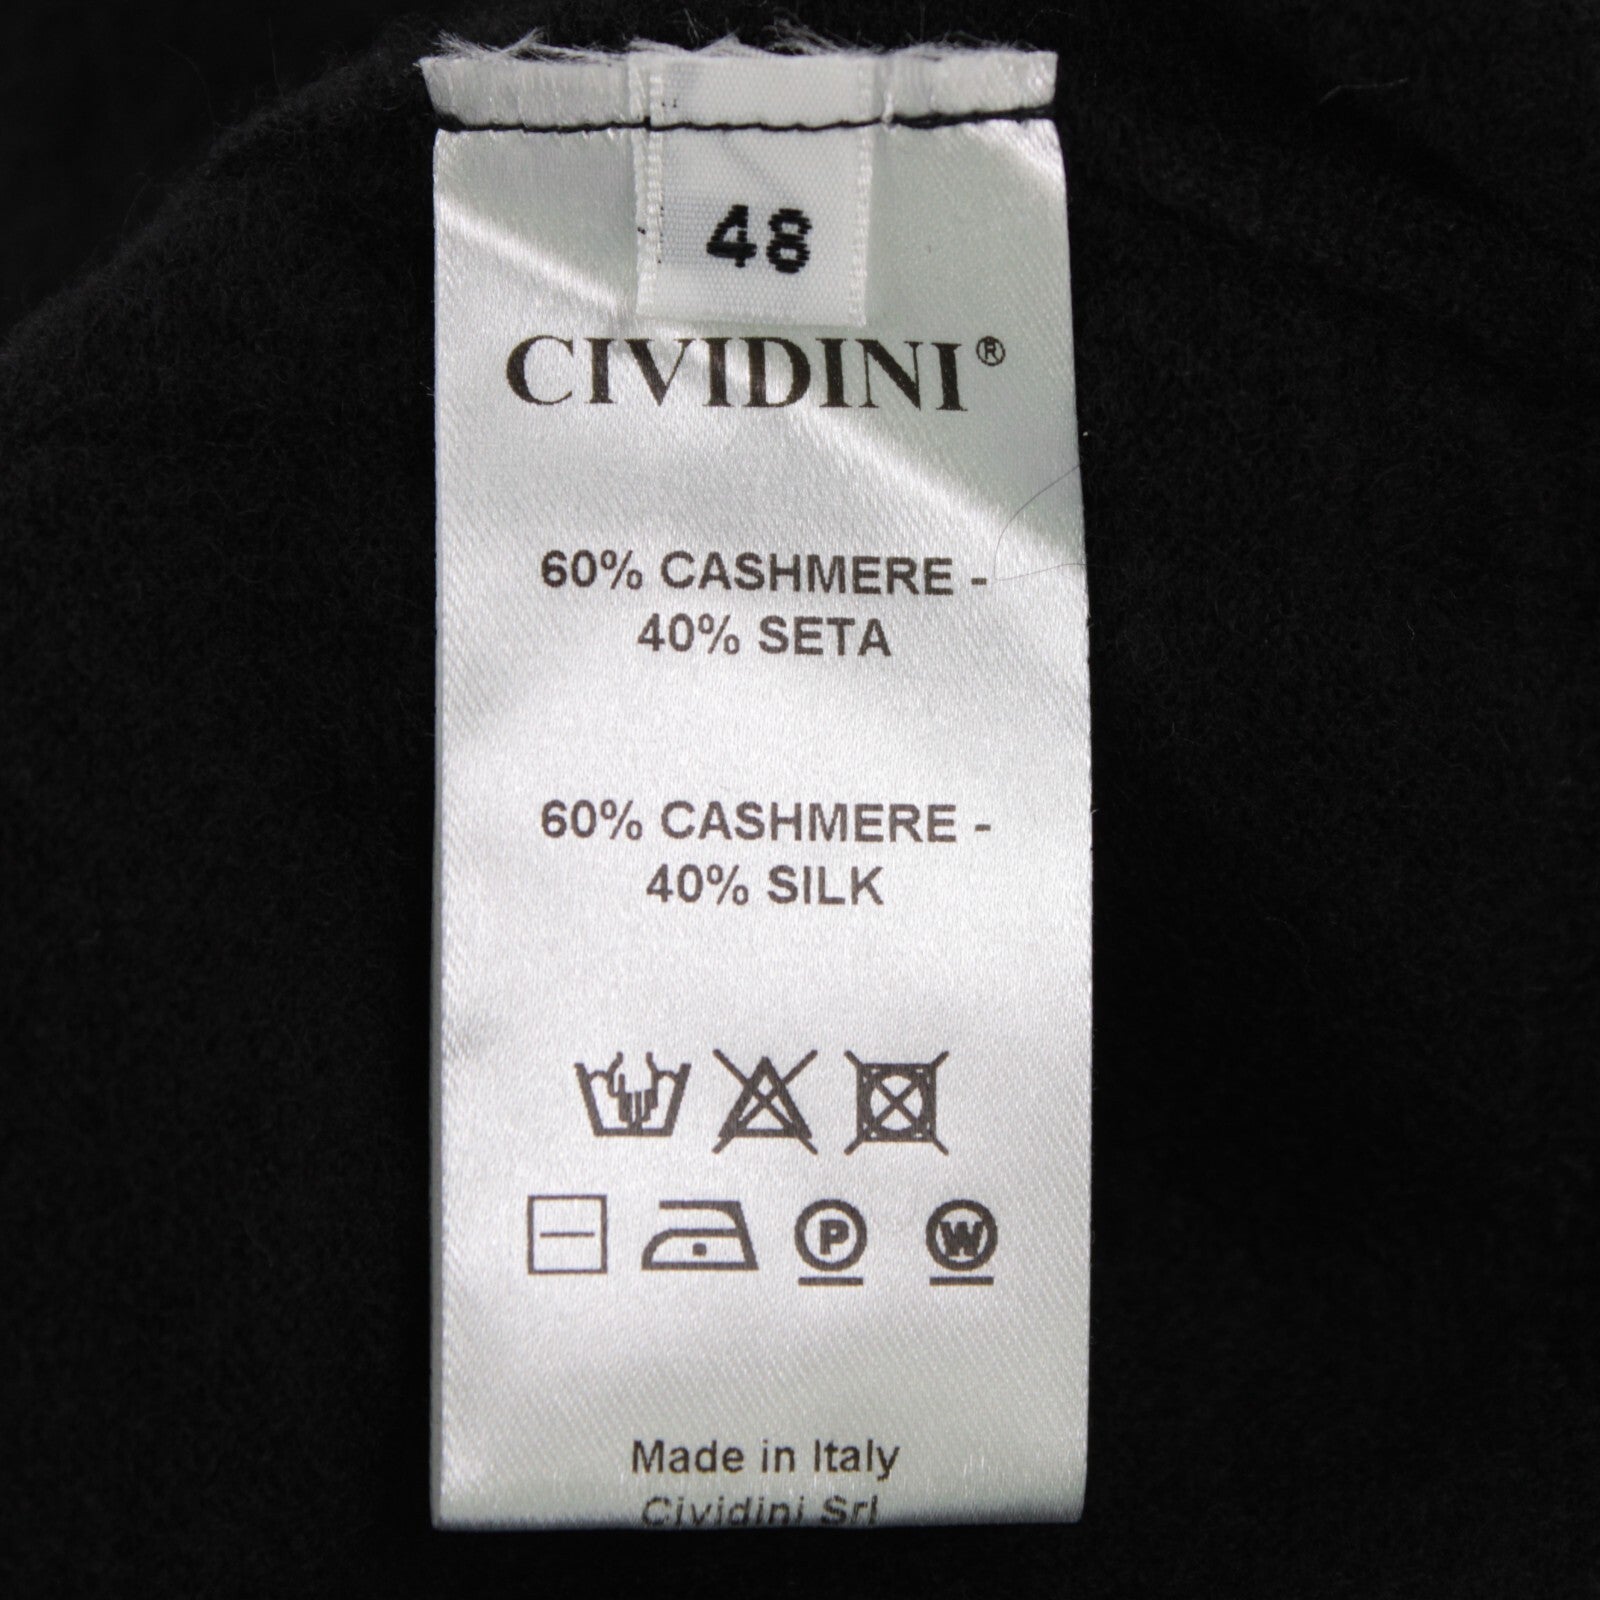 48
CIVIDINI®
60% CASHMERE -
40% SETA
60% CASHMERE -
40% SILK
P W
Made in Italy
Cividini Srl